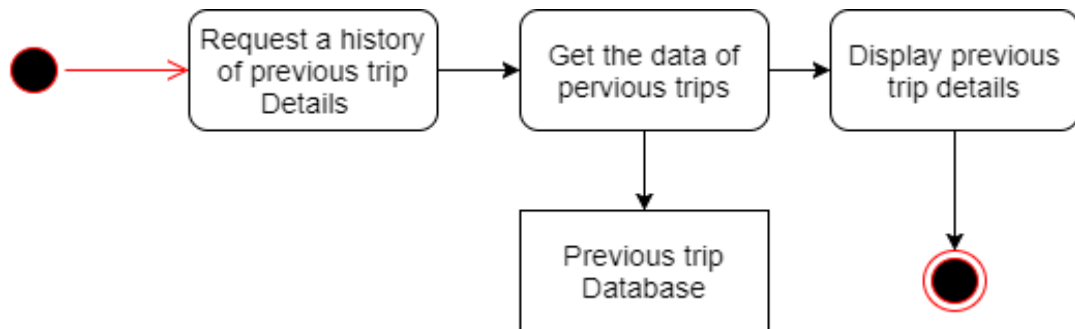 Request a history
of previous trip
Details
Get the data of
pervious trips
Display previous
trip details
Previous trip
Database